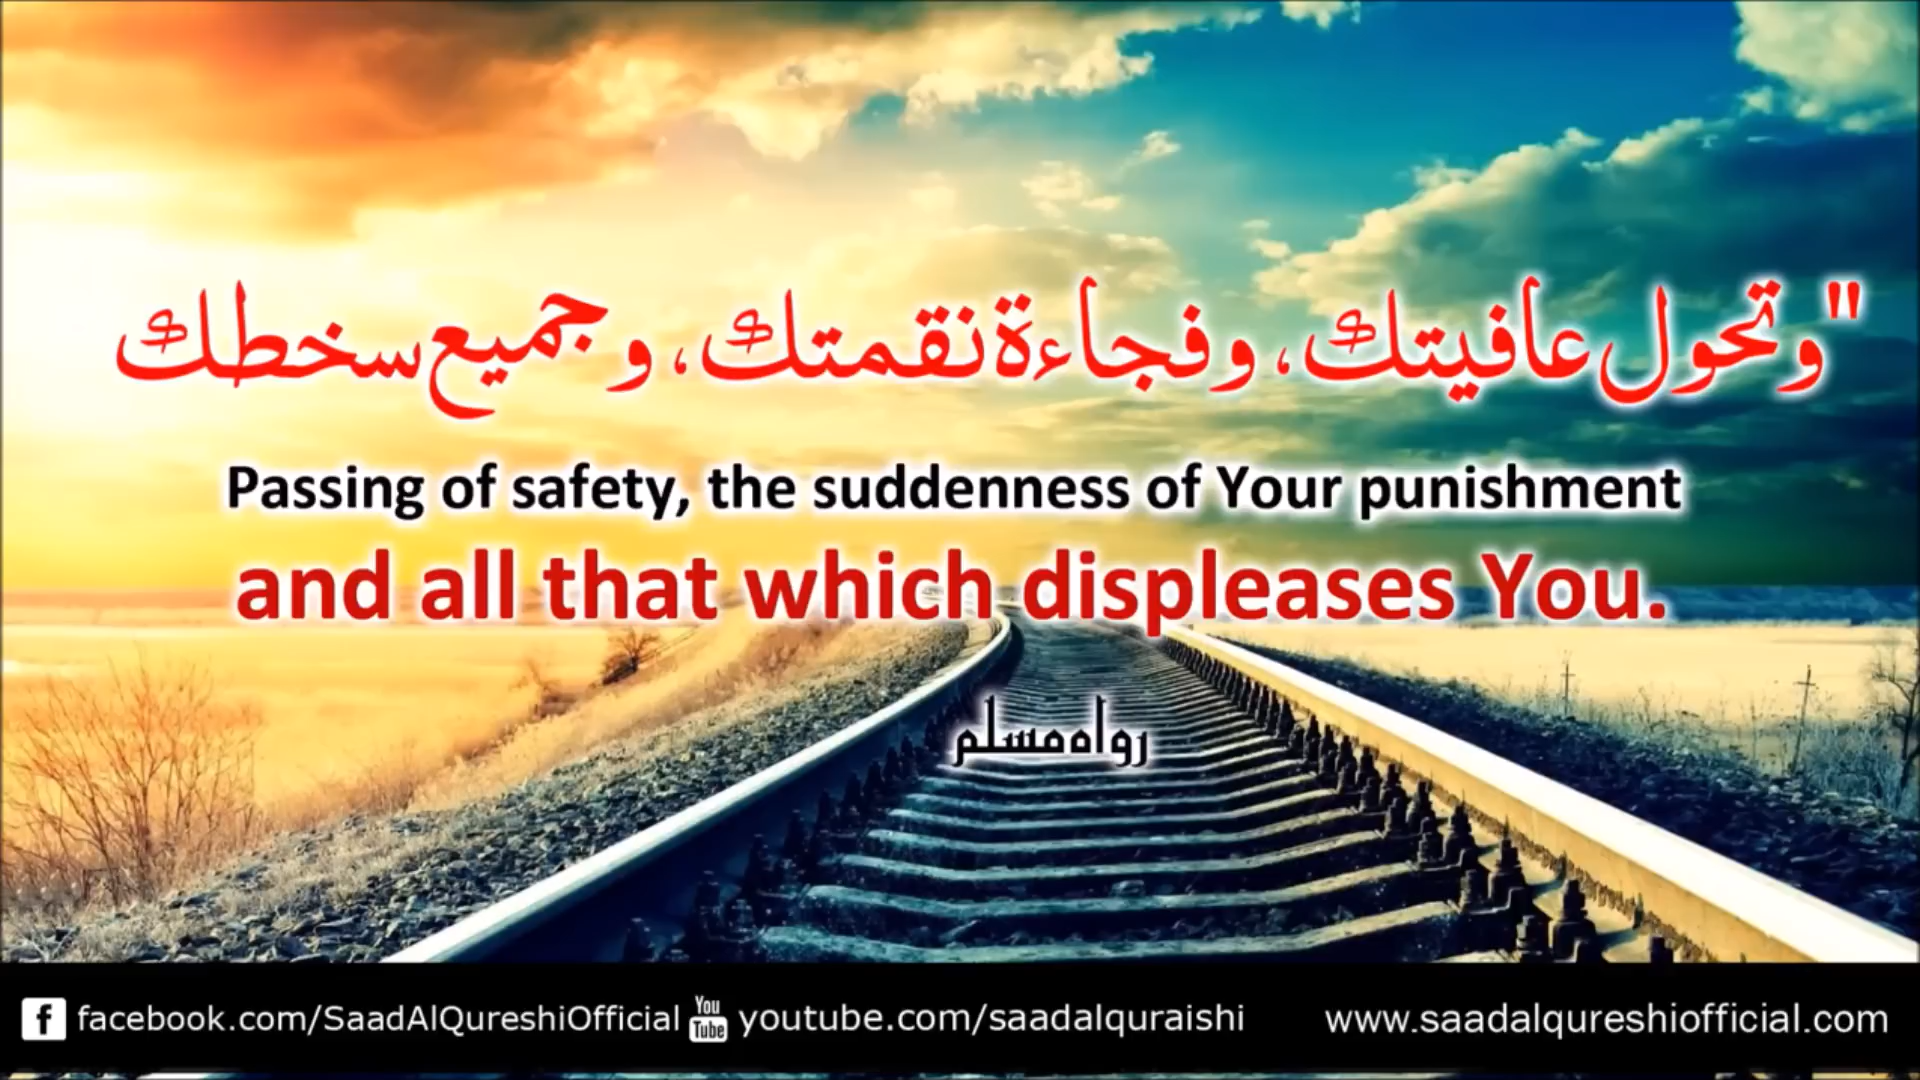 "وتحول عافيتك، وفجاءة نقمتك، وجميع سخطك
Passing of safety, the suddenness of Your punishment
and all that which displeases You.
رواه مسلم
f facebook.com/SaadAlQureshiOfficial You Tube youtube.com/saadalquraishi www.saadalqureshiofficial.com